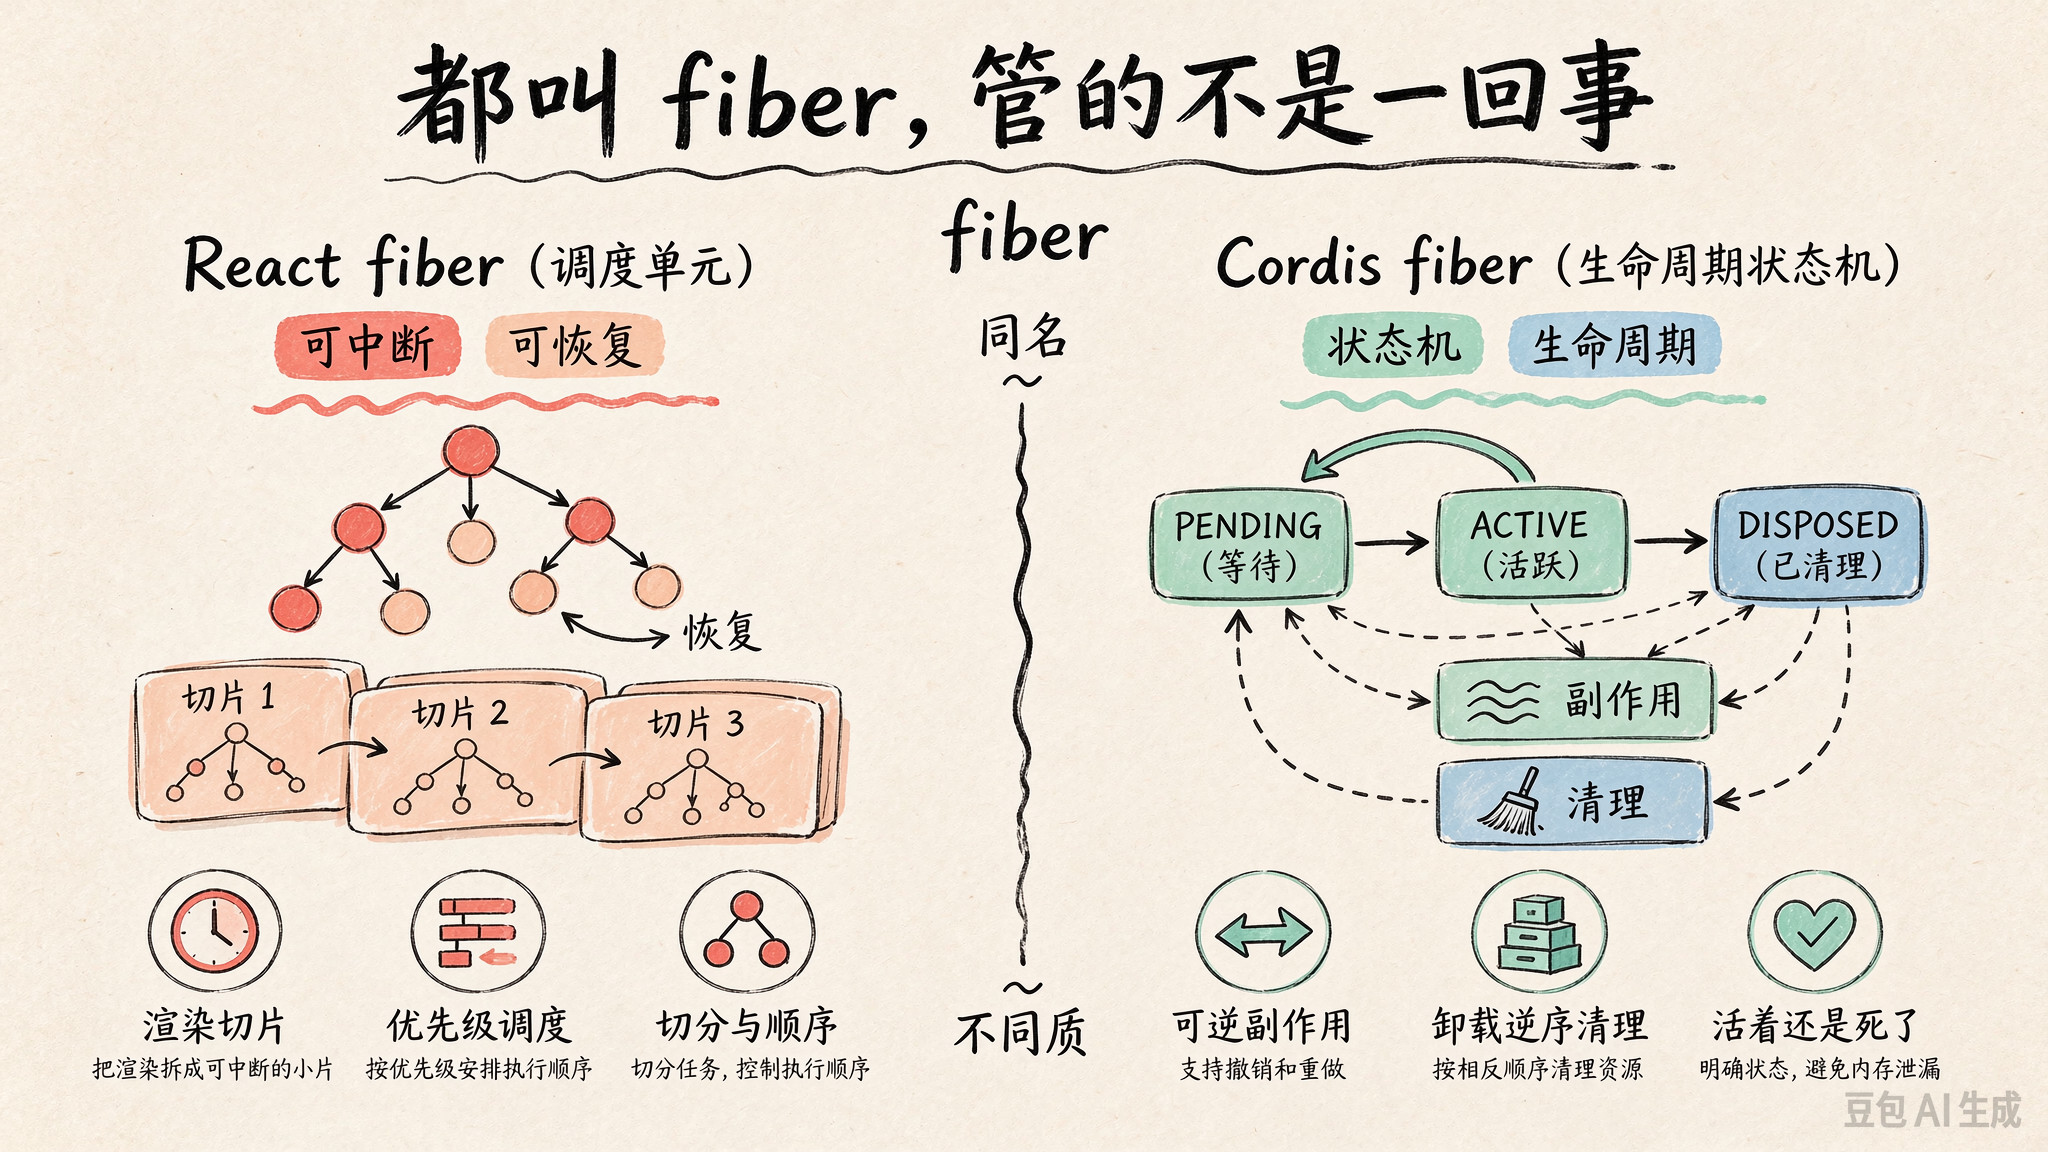 都叫 fiber, 管的不是一回事
fiber
同名
~
~
不同质
React fiber (调度单元)
可中断
可恢复
恢复
切片 1
切片 2
切片 3
渲染切片
把渲染拆成可中断的小片
优先级调度
按优先级安排执行顺序
切分与顺序
切分任务, 控制执行顺序
Cordis fiber (生命周期状态机)
状态机
生命周期
PENDING
(等待)
ACTIVE
(活跃)
DISPOSED
(已清理)
副作用
清理
可逆副作用
支持撤销和重做
卸载逆序清理
按相反顺序清理资源
活着还是死了
明确状态, 避免内存泄漏
豆包 AI 生成